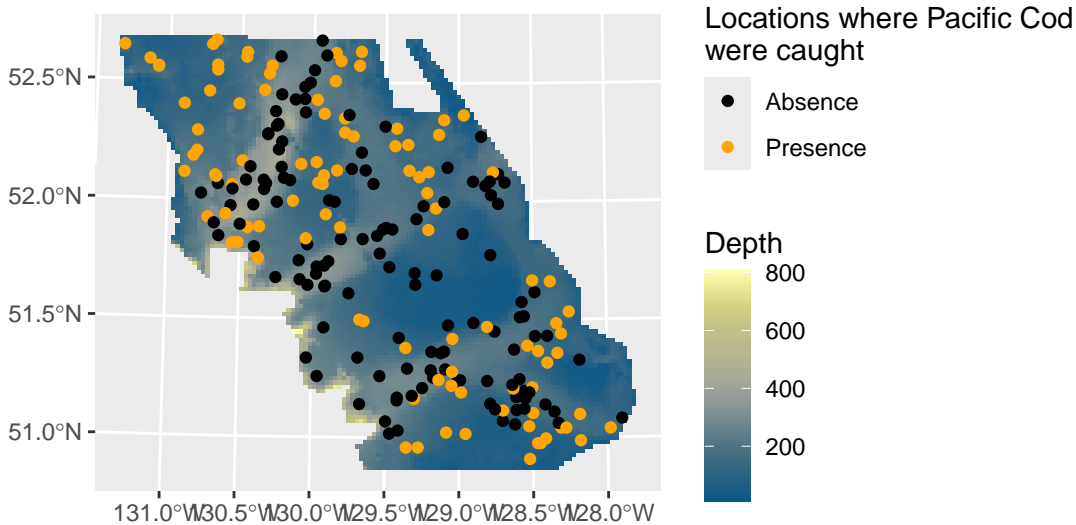 52.5°N
52.0°N
51.5°N
51.0°N
131.0°W 130.5°W 130.0°W 129.5°W 129.0°W 128.5°W 128.0°W
Locations where Pacific Cod
were caught
Absence
Presence
Depth
800
600
400
200